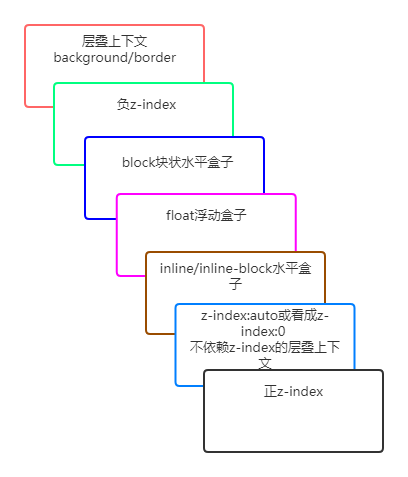 层叠上下文
background/border
负z-index
block块状水平盒子
float浮动盒子
inline/inline-block水平盒
子
z-index:auto或看成z-
index:0
不依赖z-index的层叠上下
文
正z-index